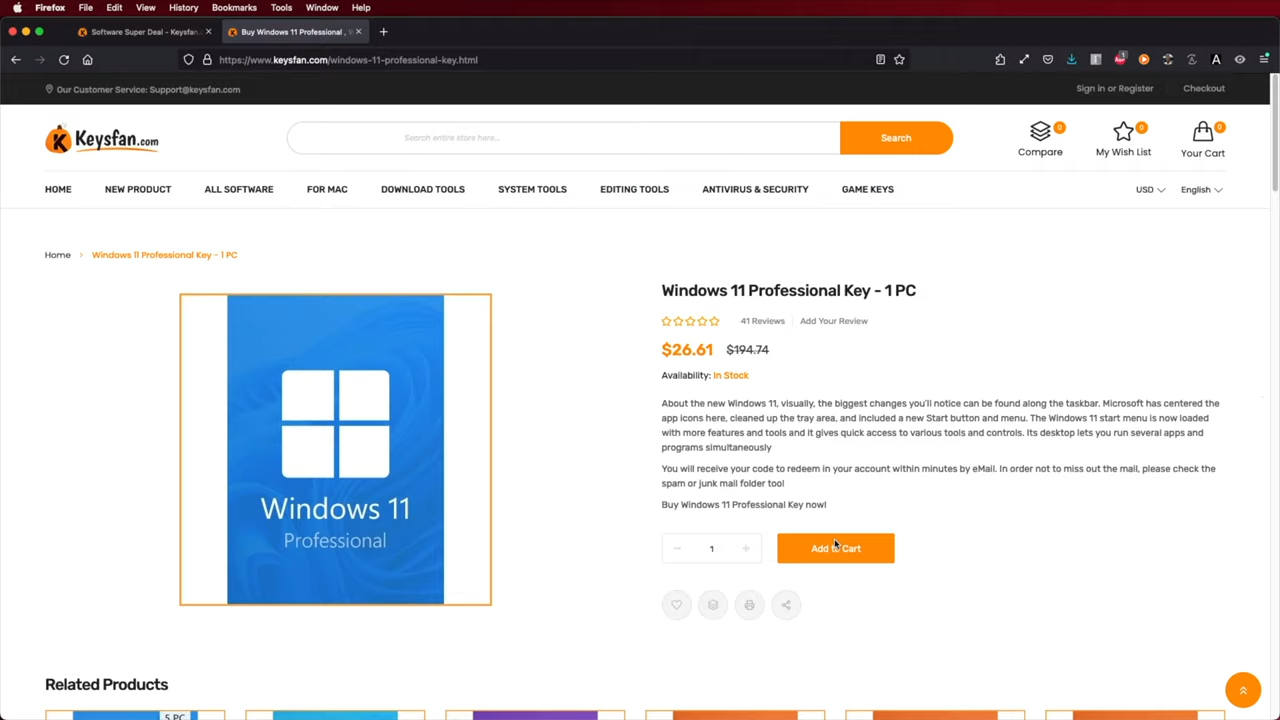 Firefox File Edit View History Bookmarks Tools Window Help
Software Super Deal - Keysfan.
Buy Windows 11 Professional ,
https://www.keysfan.com/windows-11-professional-key.html
Our Customer Service: Support@keysfan.com
Sign in or Register
Checkout
Keysfan.com
Search entire store here...
Search
0
0
0
Compare
My Wish List
Your Cart
HOME NEW PRODUCT ALL SOFTWARE FOR MAC DOWNLOAD TOOLS SYSTEM TOOLS EDITING TOOLS ANTIVIRUS & SECURITY GAME KEYS
USD
English
Home > Windows 11 Professional Key - 1 PC
Windows 11
Professional
Windows 11 Professional Key - 1 PC
41 Reviews
Add Your Review
$26.61 $194.74
Availability: In Stock
About the new Windows 11, visually, the biggest changes you'll notice can be found along the taskbar. Microsoft has centered the
app icons here, cleaned up the tray area, and included a new Start button and menu. The Windows 11 start menu is now loaded
with more features and tools and it gives quick access to various tools and controls. Its desktop lets you run several apps and
programs simultaneously
You will receive your code to redeem in your account within minutes by eMail. In order not to miss out the mail, please check the
spam or junk mail folder too!
Buy Windows 11 Professional Key now!
1
Add to Cart
Related Products
5 PC